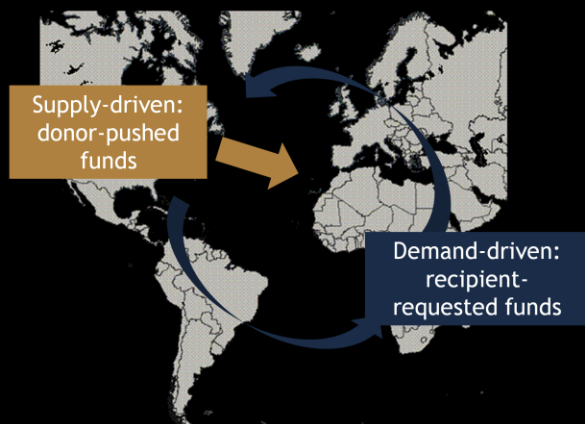 Supply-driven:
donor-pushed
funds
Demand-driven:
recipient-
requested funds